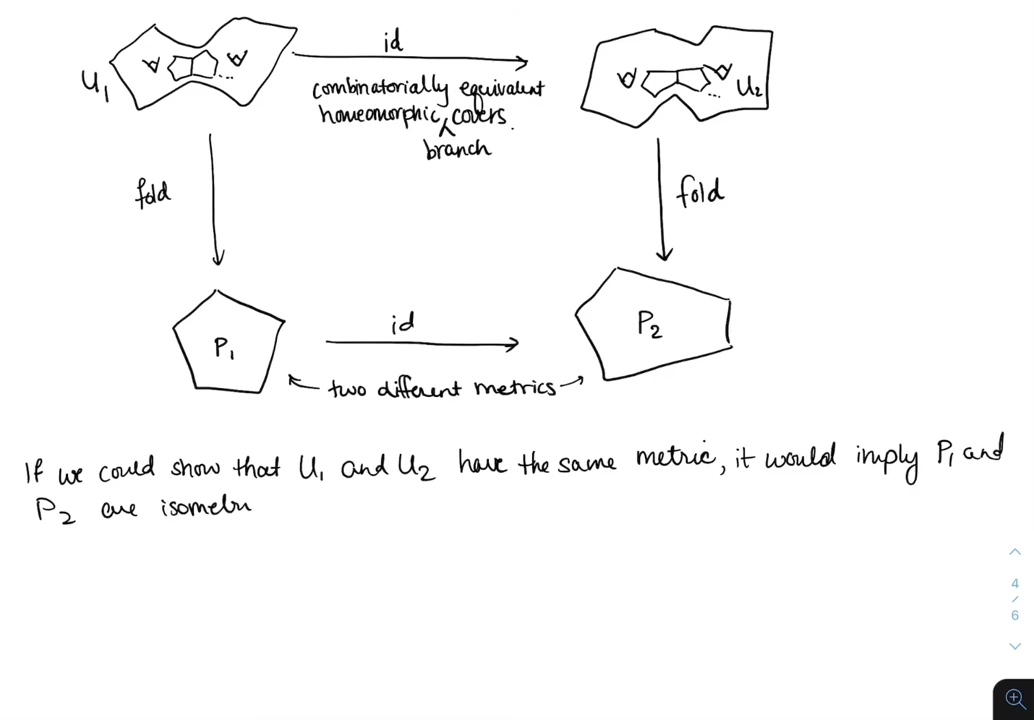 id
U₁
∀
∀
...
combinatorially equivalent
homeomorphic ∧ covers.
branch
∀
∀
U₂
...
fold
fold
id
P₁
P₂
two different metrics
If we could show that U₁ and U₂ have the same metric, it would imply P₁ and
P₂ are isometri
4
/
6